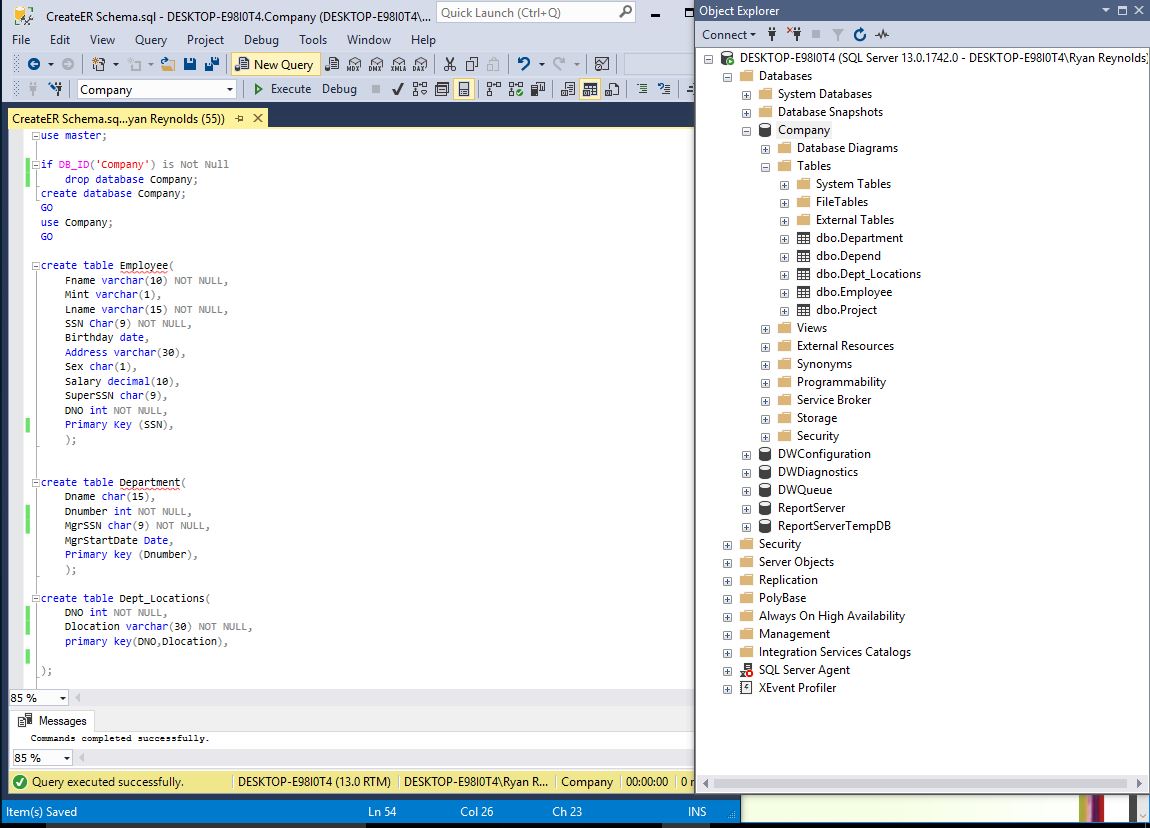 CreateER Schema.sql - DESKTOP-E98I0T4.Company (DESKTOP-E98I0T4\...
Quick Launch (Ctrl+Q)
File Edit View Query Project Debug Tools Window Help
New Query
MDX DMX XMLA DAX
Company
Execute Debug
CreateER Schema.sq...yan Reynolds (55))
use master;
if DB_ID('Company') is Not Null
drop database Company;
create database Company;
GO
use Company;
GO
create table Employee(
Fname varchar(10) NOT NULL,
Mint varchar(1),
Lname varchar(15) NOT NULL,
SSN Char(9) NOT NULL,
Birthday date,
Address varchar(30),
Sex char(1),
Salary decimal(10),
SuperSSN char(9),
DNO int NOT NULL,
Primary Key (SSN),
);
create table Department(
Dname char(15),
Dnumber int NOT NULL,
MgrSSN char(9) NOT NULL,
MgrStartDate Date,
Primary key (Dnumber),
);
create table Dept_Locations(
DNO int NOT NULL,
Dlocation varchar(30) NOT NULL,
primary key(DNO,Dlocation),
);
85 %
Messages
Commands completed successfully.
85 %
Query executed successfully.
DESKTOP-E98I0T4 (13.0 RTM)
DESKTOP-E98I0T4\Ryan R...
Company
00:00:00
0 r
Item(s) Saved
Ln 54
Col 26
Ch 23
INS
Object Explorer
Connect
DESKTOP-E98I0T4 (SQL Server 13.0.1742.0 - DESKTOP-E98I0T4\Ryan Reynolds)
Databases
System Databases
Database Snapshots
Company
Database Diagrams
Tables
System Tables
FileTables
External Tables
dbo.Department
dbo.Depend
dbo.Dept_Locations
dbo.Employee
dbo.Project
Views
External Resources
Synonyms
Programmability
Service Broker
Storage
Security
DWConfiguration
DWDiagnostics
DWQueue
ReportServer
ReportServerTempDB
Security
Server Objects
Replication
PolyBase
Always On High Availability
Management
Integration Services Catalogs
SQL Server Agent
XEvent Profiler